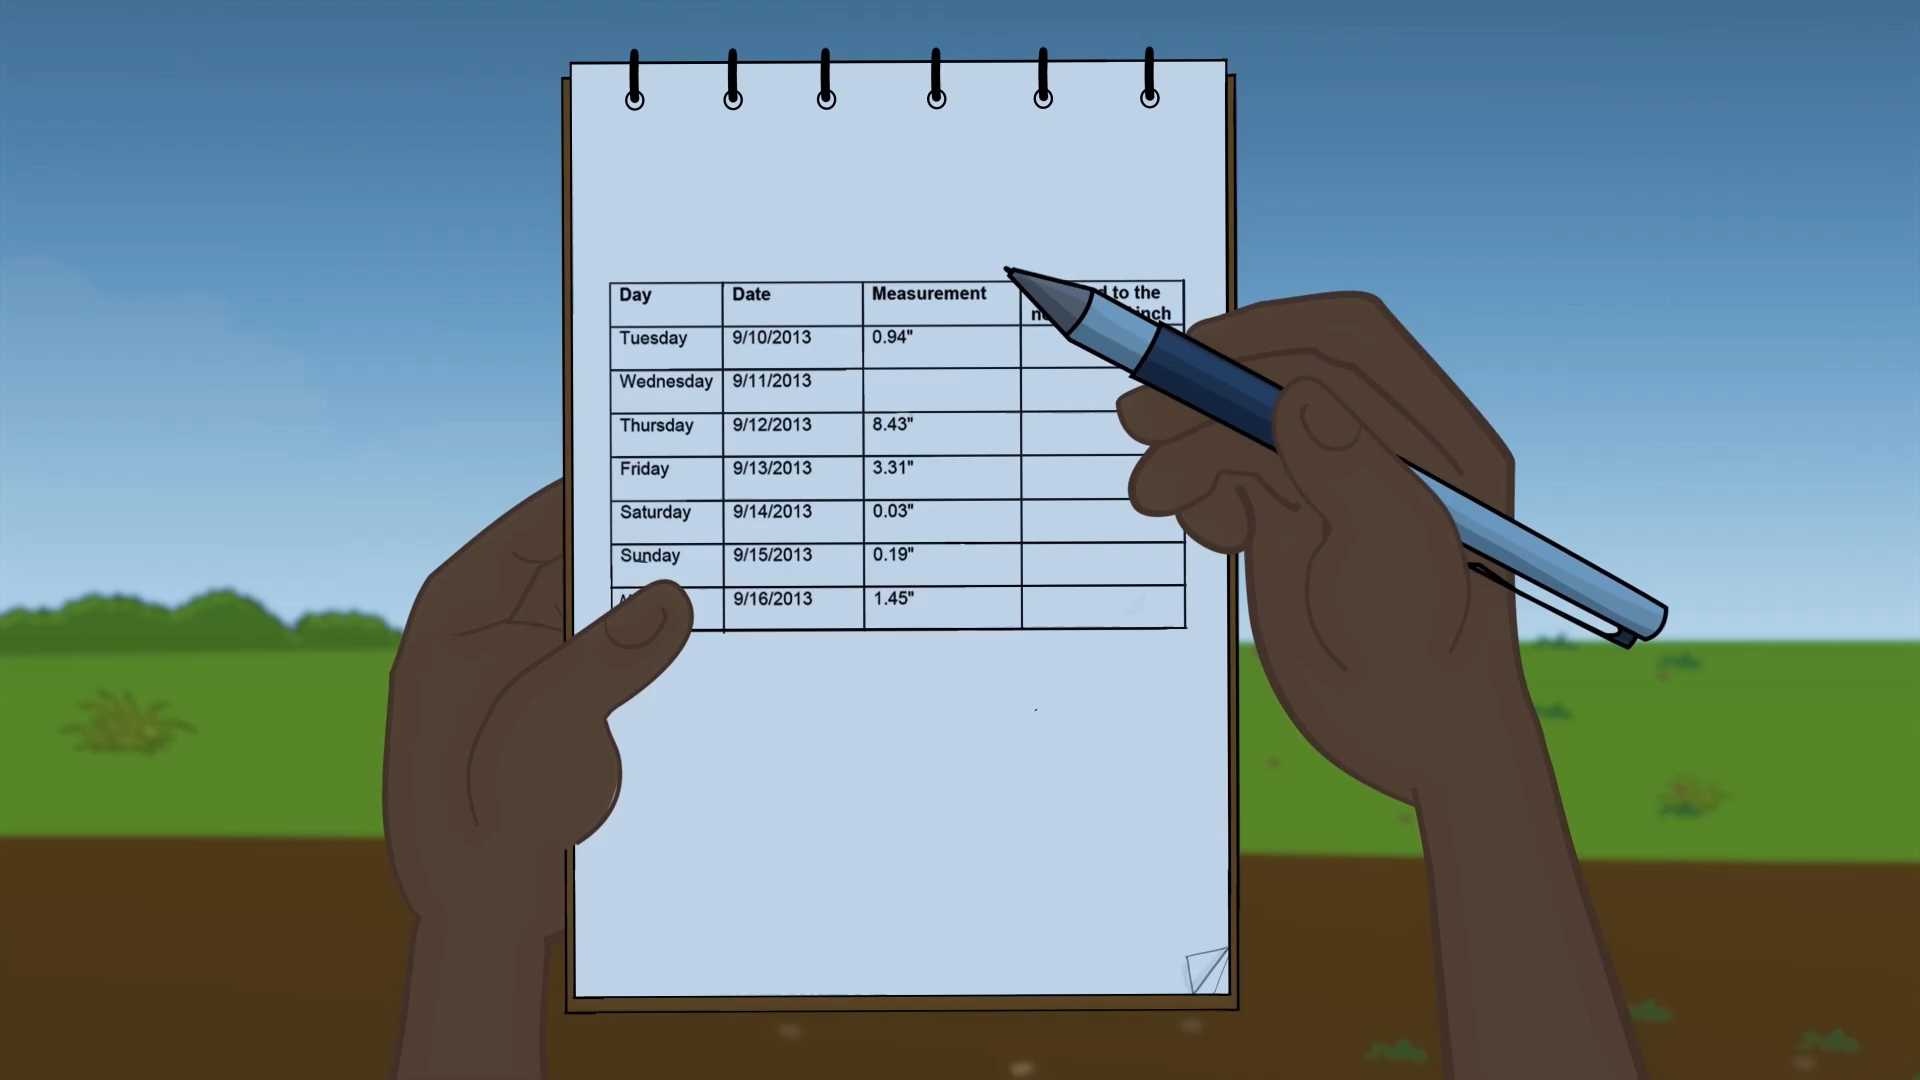 Day Date Measurement to the
inch
Tuesday 9/10/2013 0.94"
Wednesday 9/11/2013
Thursday 9/12/2013 8.43"
Friday 9/13/2013 3.31"
Saturday 9/14/2013 0.03"
Sunday 9/15/2013 0.19"
9/16/2013 1.45"